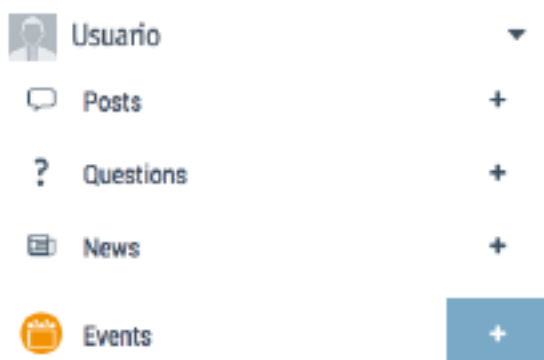 Usuario
Posts +
? Questions +
News +
Events +